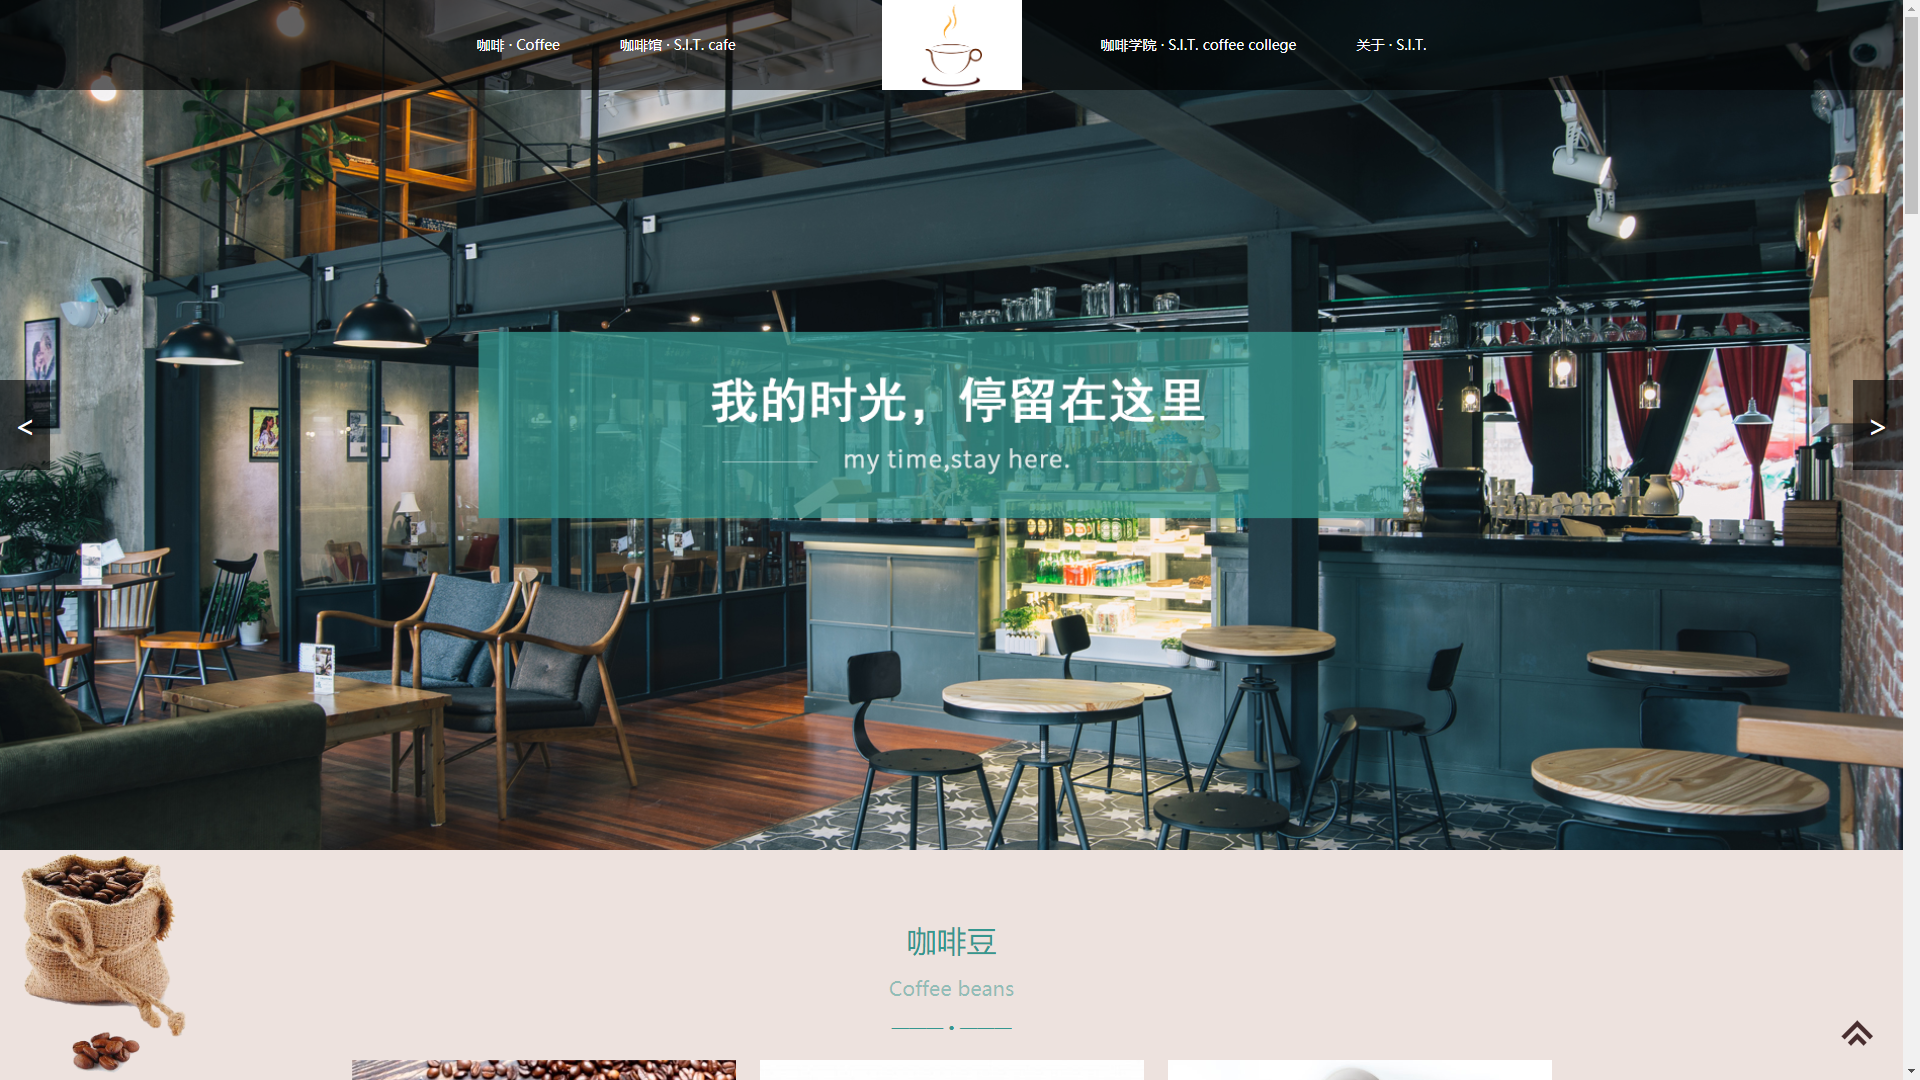 咖啡 · Coffee
咖啡馆 · S.I.T. cafe
咖啡学院 · S.I.T. coffee college
关于 · S.I.T.
我的时光，停留在这里
my time,stay here.
<
>
咖啡豆
Coffee beans